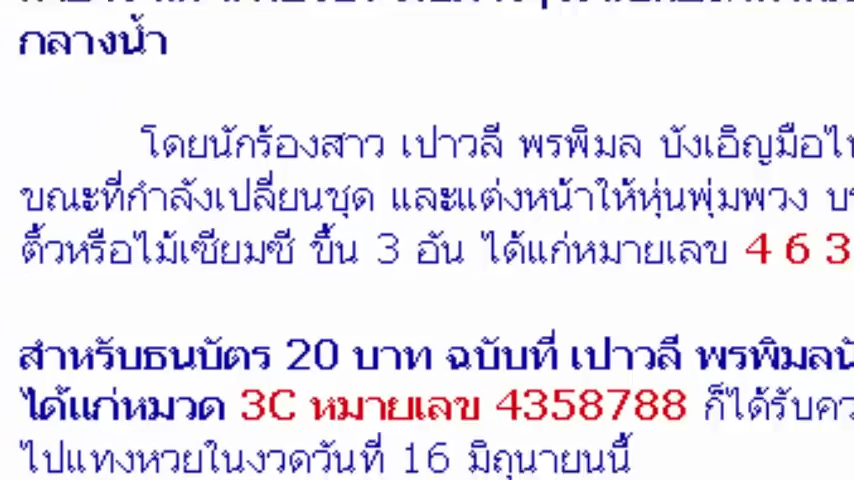 กลางน้ำ
โดยนักร้องสาว เปาวลี พรพิมล บังเอิญมือไป
ขณะที่กำลังเปลี่ยนชุด และแต่งหน้าให้หุ่นพุ่มพวง
ติ้วหรือไม้เซียมซี ขึ้น 3 อัน ได้แก่หมายเลข 4 6 3
สำหรับธนบัตร 20 บาท ฉบับที่ เปาวลี พรพิมล
ได้แก่หมวด 3C หมายเลข 4358788 ก็ได้รับ
ไปแทงหวยในงวดวันที่ 16 มิถุนายนนี้